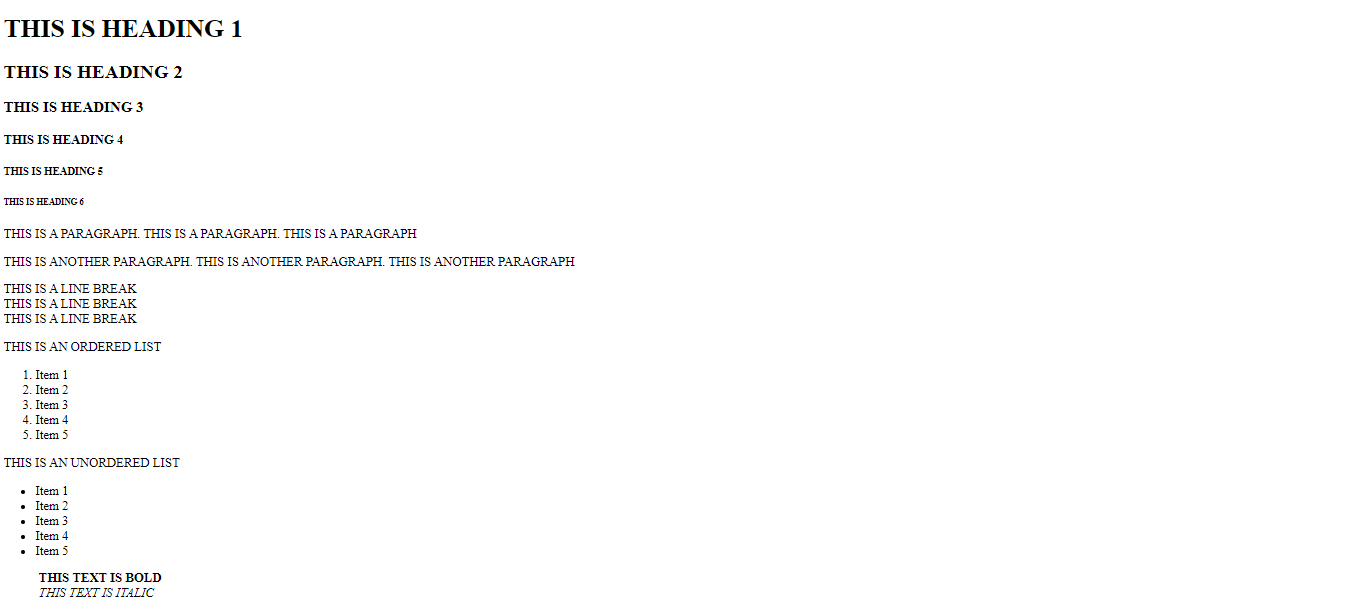 THIS IS HEADING 1
THIS IS HEADING 2
THIS IS HEADING 3
THIS IS HEADING 4
THIS IS HEADING 5
THIS IS HEADING 6
THIS IS A PARAGRAPH. THIS IS A PARAGRAPH. THIS IS A PARAGRAPH
THIS IS ANOTHER PARAGRAPH. THIS IS ANOTHER PARAGRAPH. THIS IS ANOTHER PARAGRAPH
THIS IS A LINE BREAK
THIS IS A LINE BREAK
THIS IS A LINE BREAK
THIS IS AN ORDERED LIST
1. Item 1
2. Item 2
3. Item 3
4. Item 4
5. Item 5
THIS IS AN UNORDERED LIST
• Item 1
• Item 2
• Item 3
• Item 4
• Item 5
THIS TEXT IS BOLD
THIS TEXT IS ITALIC